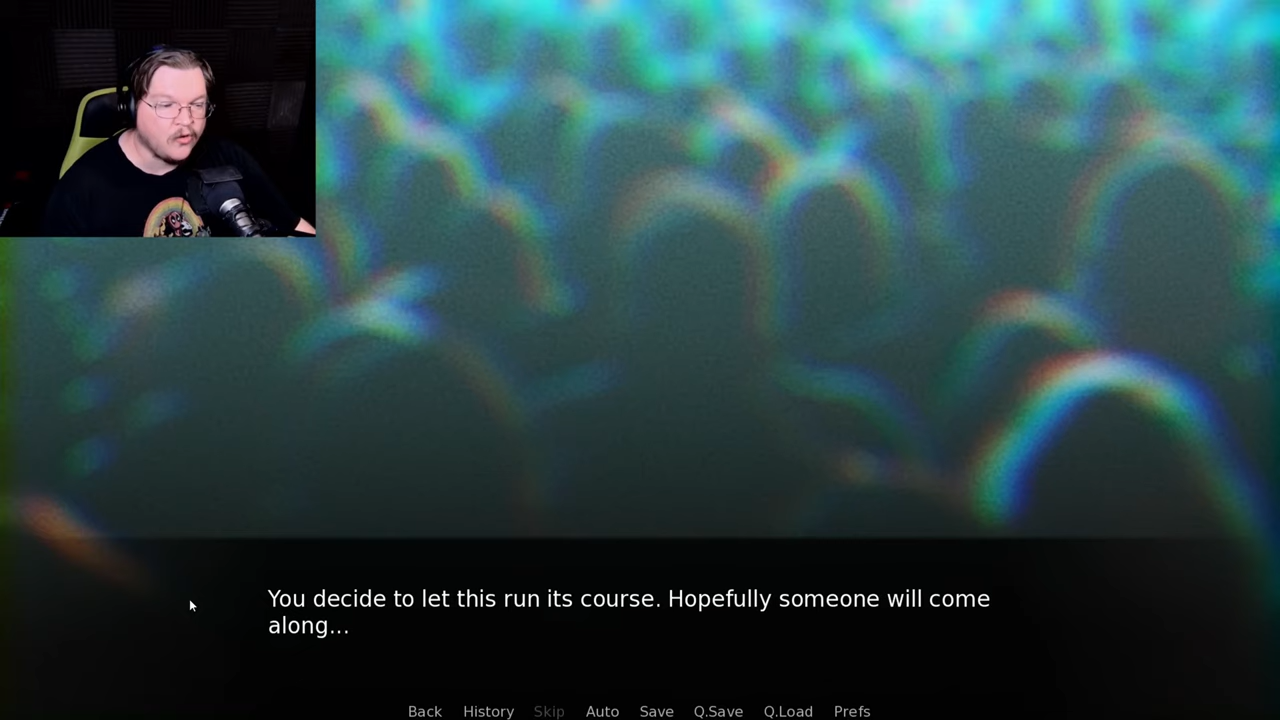 You decide to let this run its course. Hopefully someone will come
along...
Back History Skip Auto Save Q.Save Q.Load Prefs